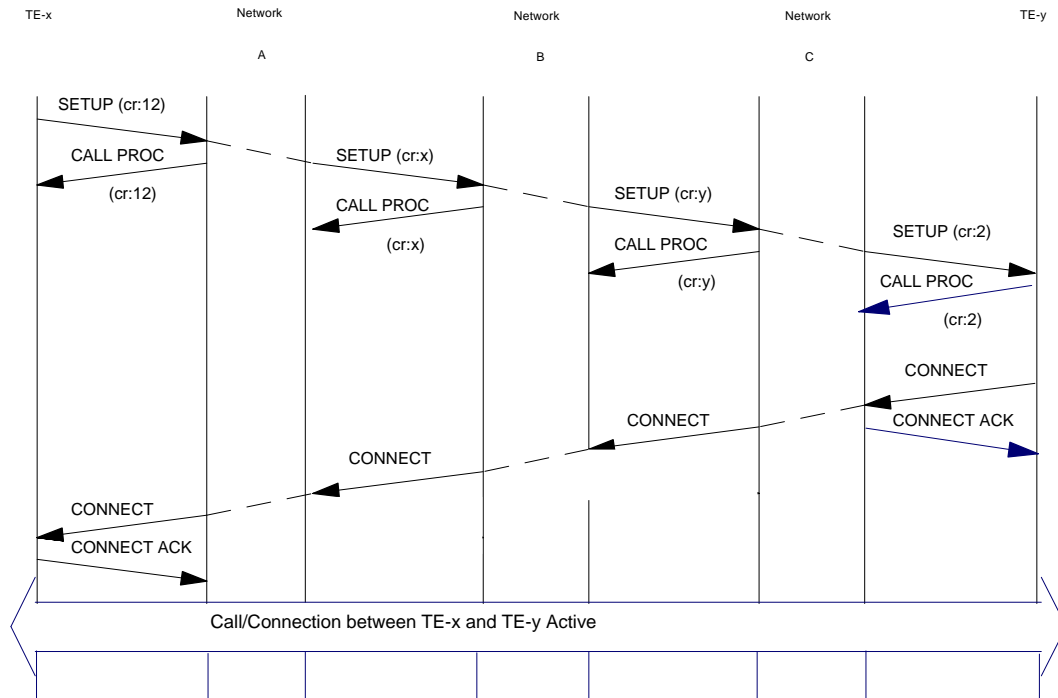 TE-x
Network
Network
Network
TE-y
A
B
C
SETUP (cr:12)
CALL PROC
(cr:12)
SETUP (cr:x)
CALL PROC
(cr:x)
SETUP (cr:y)
CALL PROC
(cr:y)
SETUP (cr:2)
CALL PROC
(cr:2)
CONNECT
CONNECT ACK
CONNECT
CONNECT
CONNECT
CONNECT ACK
Call/Connection between TE-x and TE-y Active